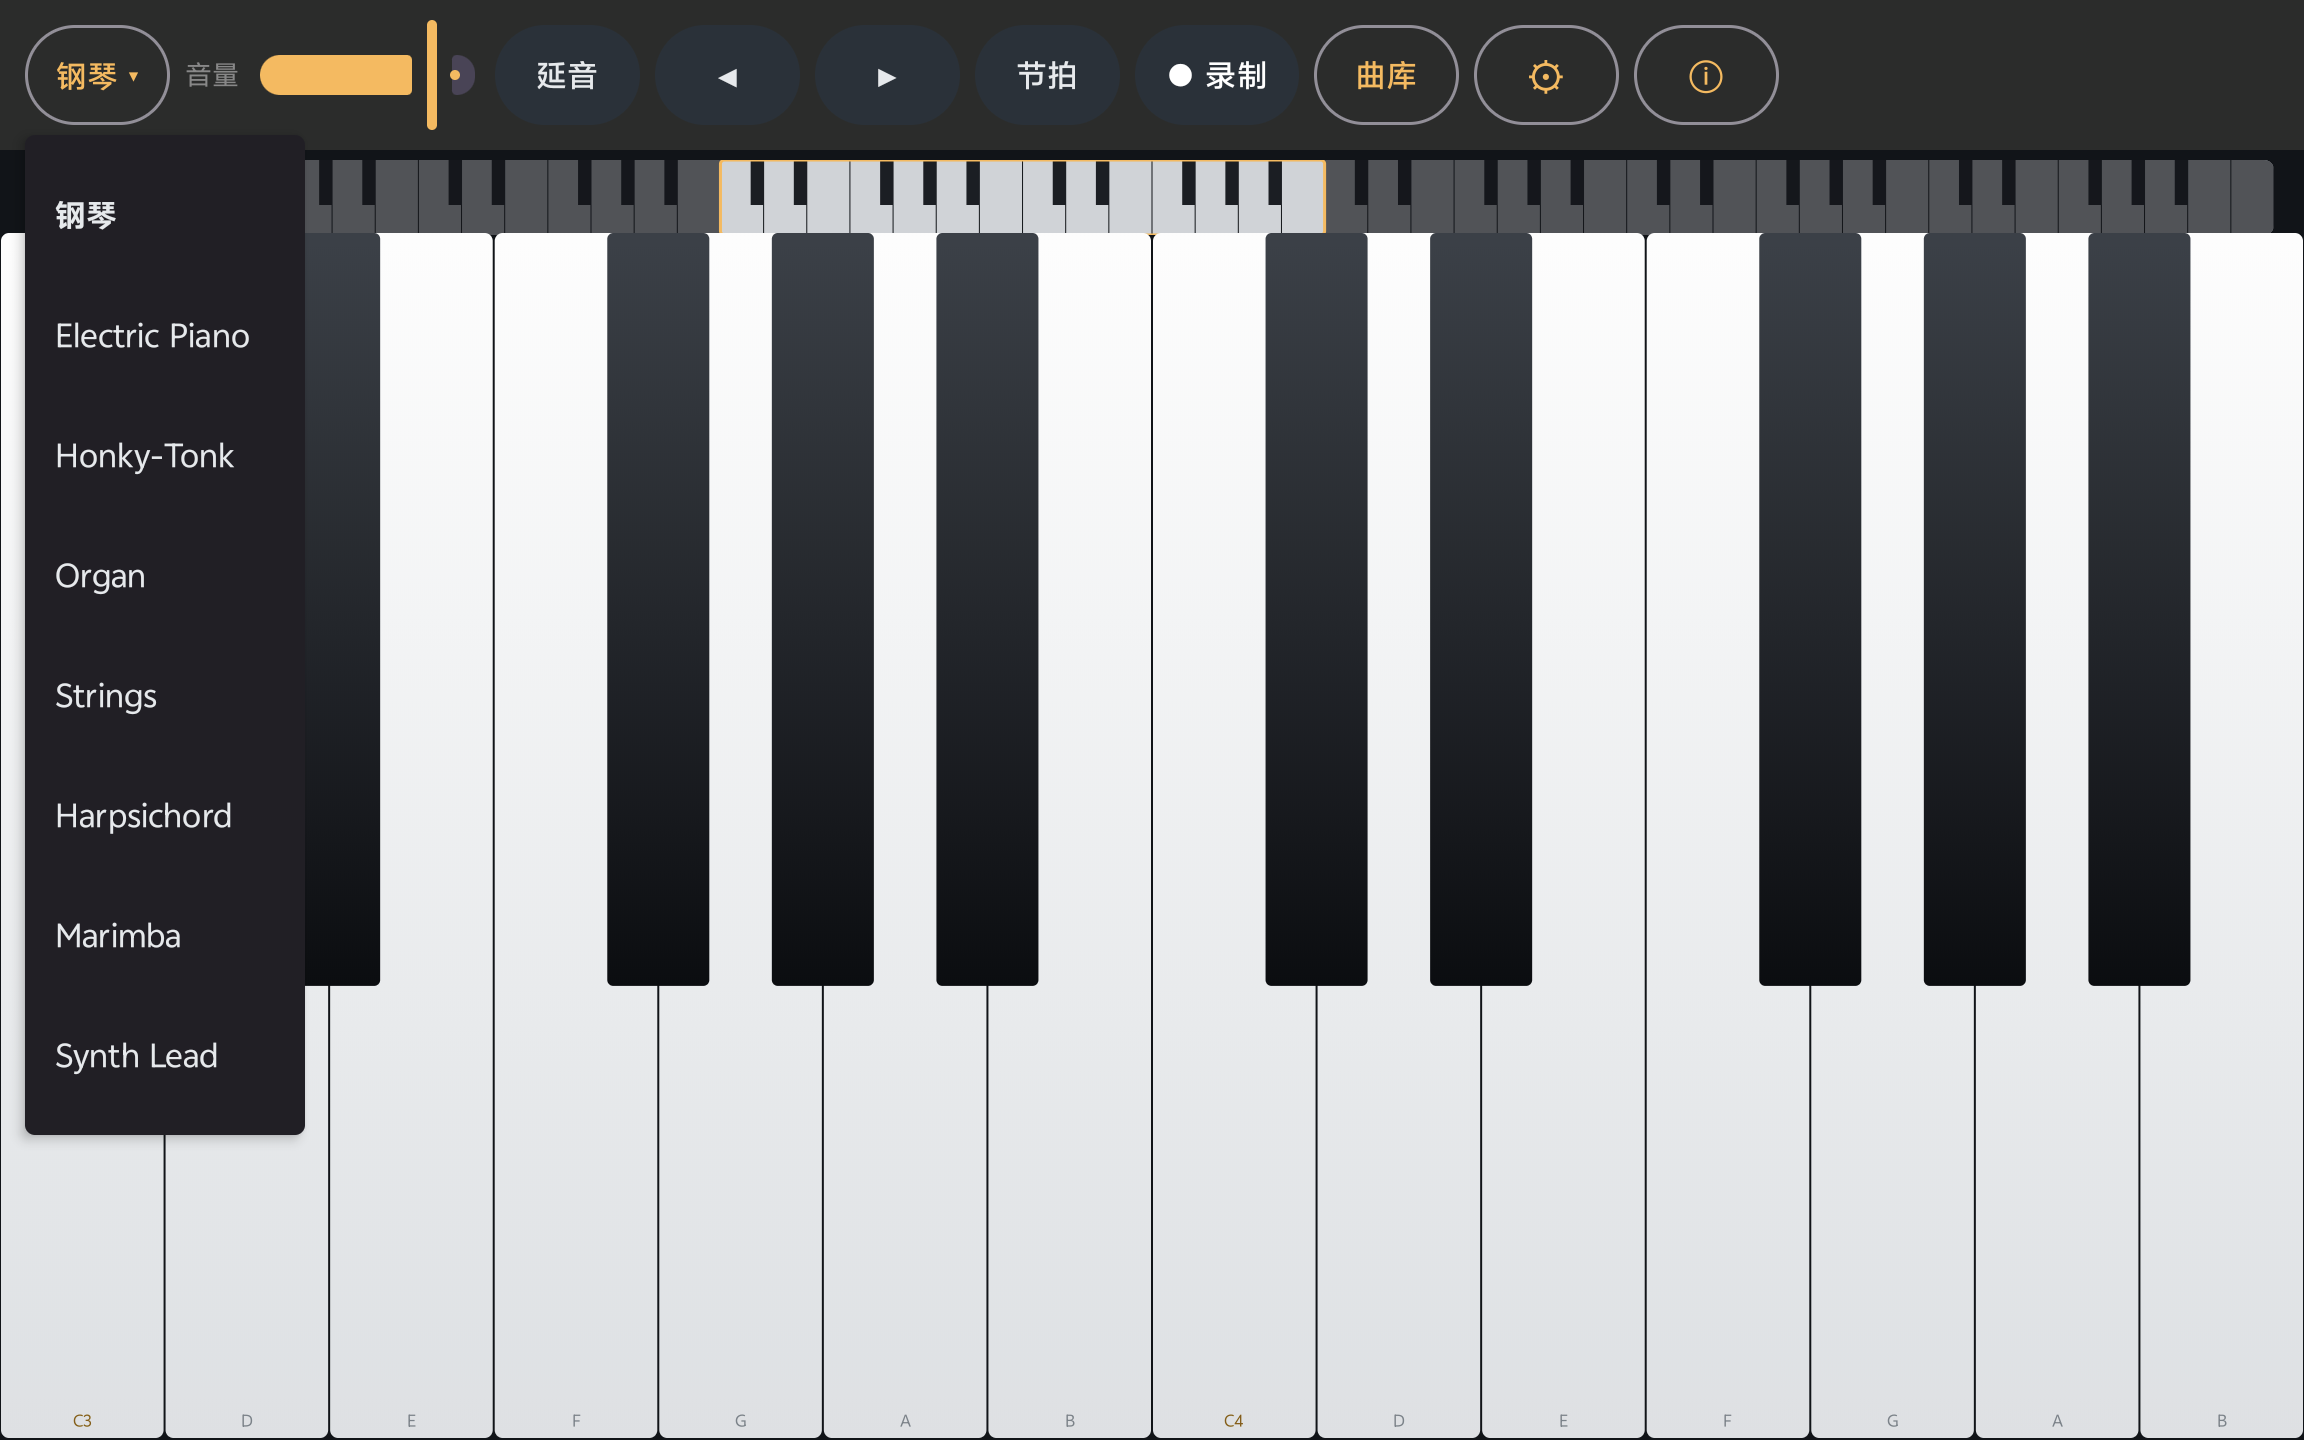 钢琴 ▾ 音量 延音 ◀ ▶ 节拍 ● 录制 曲库
钢琴
Electric Piano
Honky-Tonk
Organ
Strings
Harpsichord
Marimba
Synth Lead
C3 D E F G A B C4 D E F G A B